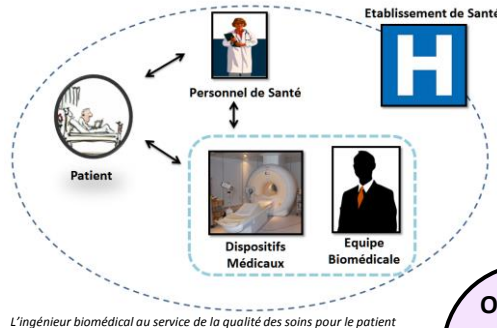 Etablissement de Santé
H
Personnel de Santé
Patient
Dispositifs
Médicaux
Equipe
Biomédicale
L'ingénieur biomédical au service de la qualité des soins pour le patient